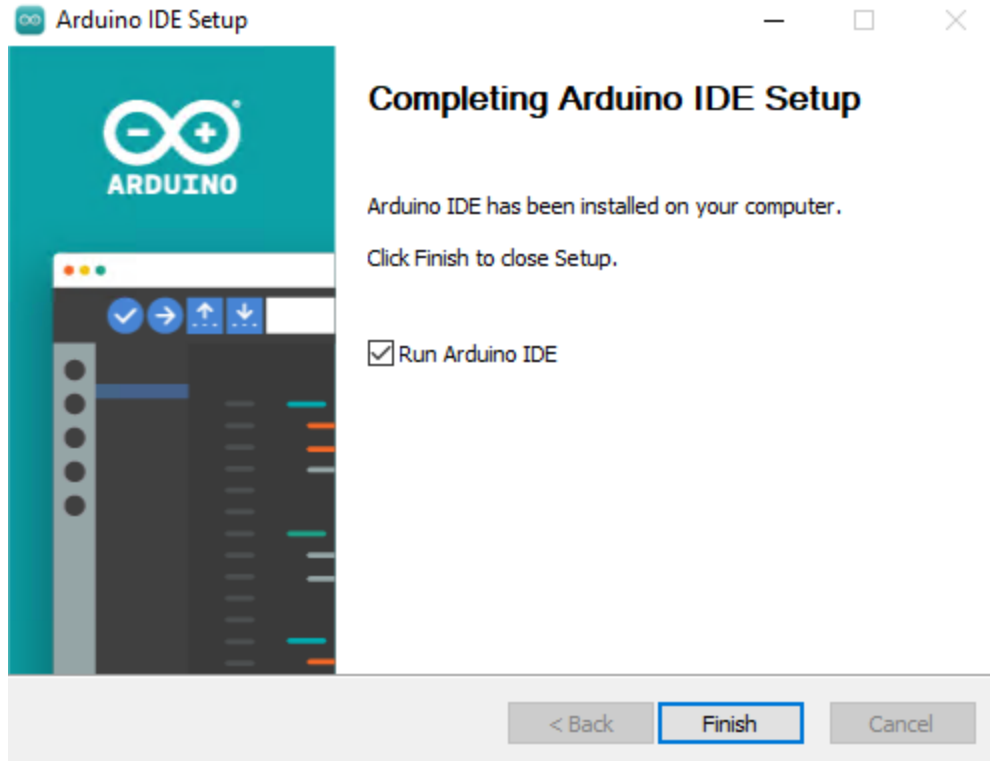 Arduino IDE Setup
ARDUINO
Completing Arduino IDE Setup
Arduino IDE has been installed on your computer.
Click Finish to close Setup.
Run Arduino IDE
< Back Finish Cancel